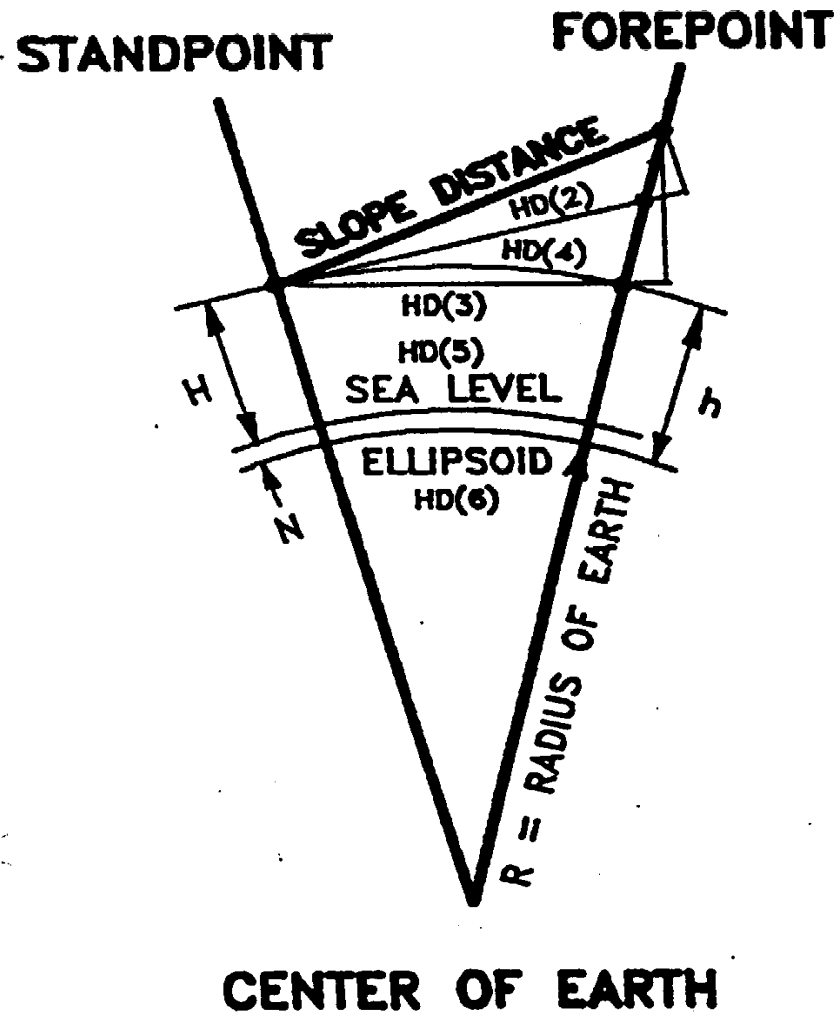 STANDPOINT
FOREPOINT
SLOPE DISTANCE
HD(2)
HD(4)
HD(3)
HD(5)
H
SEA LEVEL
h
ELLIPSOID
HD(6)
N
R = RADIUS OF EARTH
CENTER OF EARTH